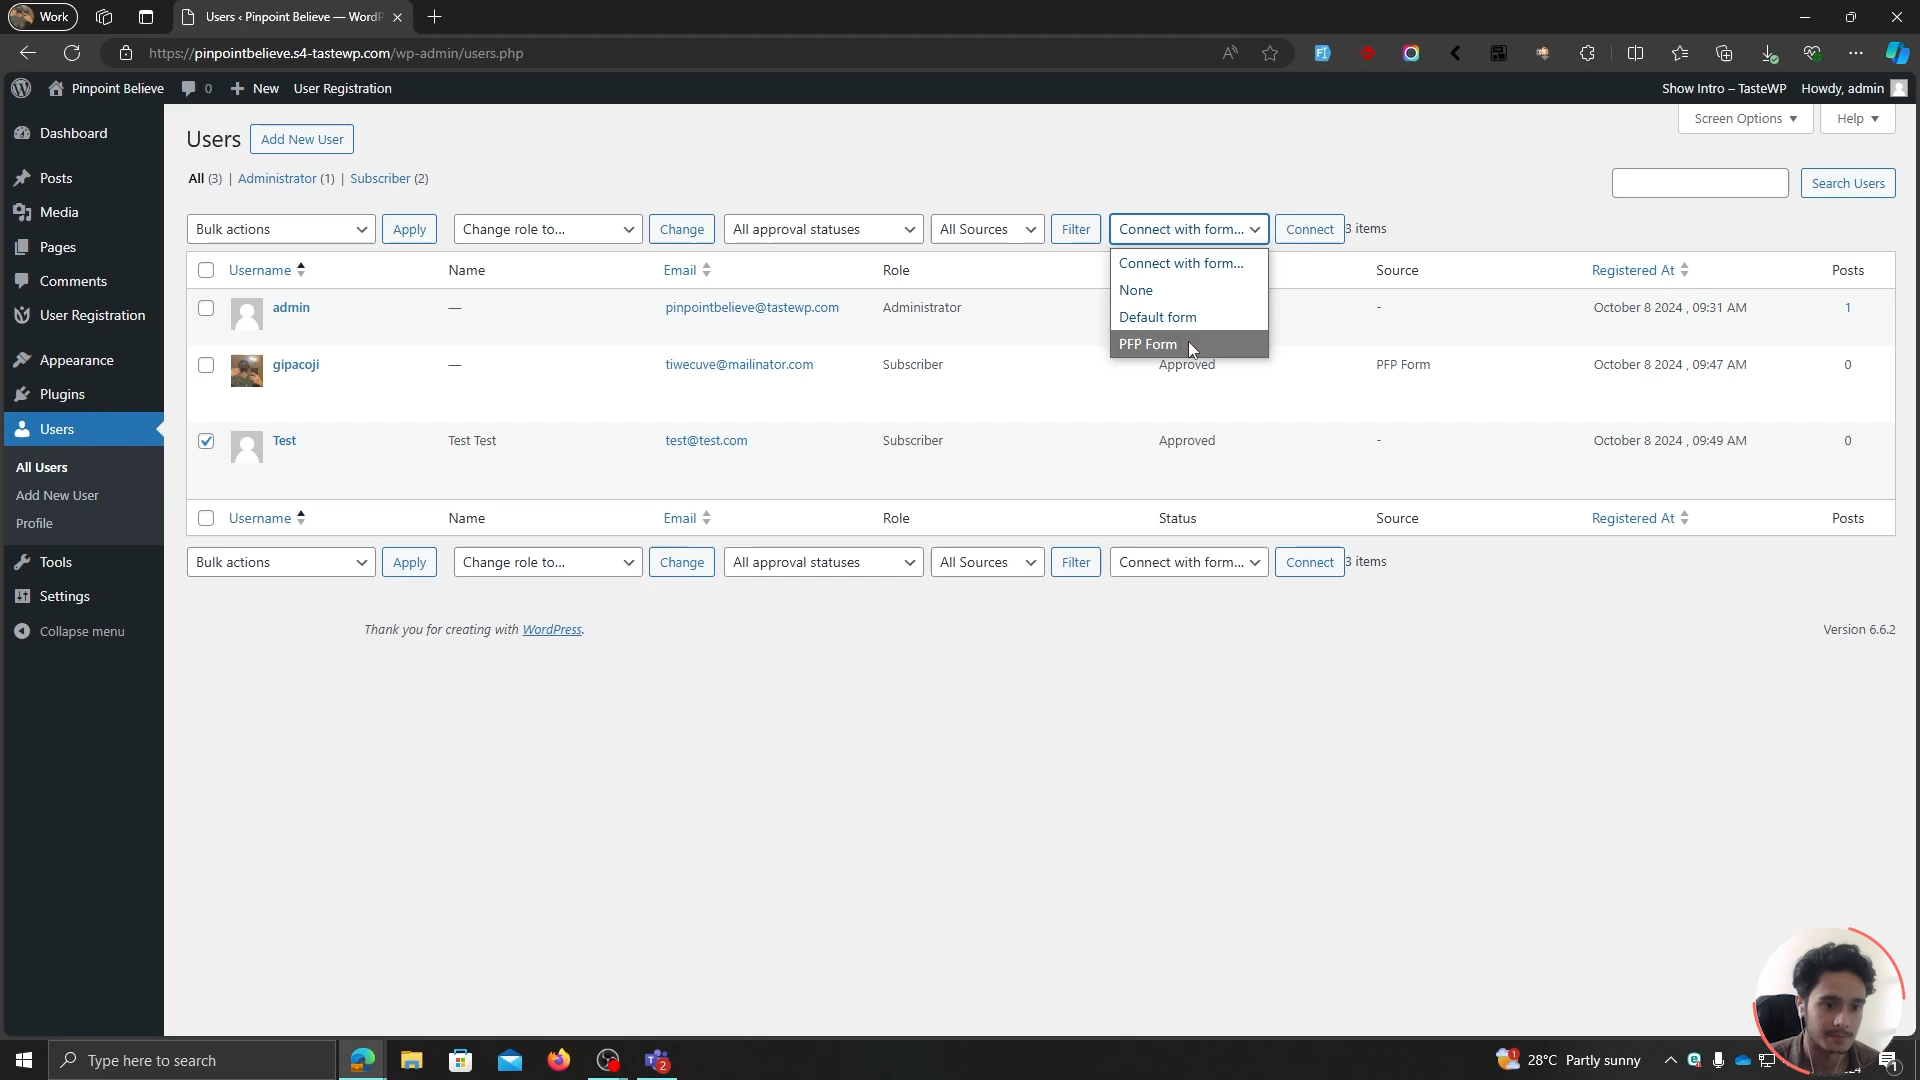 Work
Users ‹ Pinpoint Believe — WordP
https://pinpointbelieve.s4-tastewp.com/wp-admin/users.php
Pinpoint Believe 0 New User Registration Show Intro – TasteWP Howdy, admin
Screen Options Help
Dashboard
Posts
Media
Pages
Comments
User Registration
Appearance
Plugins
Users
All Users
Add New User
Profile
Tools
Settings
Collapse menu
Users Add New User
All (3) | Administrator (1) | Subscriber (2)
Search Users
Bulk actions Apply Change role to... Change All approval statuses All Sources Filter Connect with form... Connect 3 items
Connect with form...
None
Default form
PFP Form
Username Name Email Role Source Registered At Posts
admin — pinpointbelieve@tastewp.com Administrator - October 8 2024 , 09:31 AM 1
gipacoji — tiwecuve@mailinator.com Subscriber Approved PFP Form October 8 2024 , 09:47 AM 0
Test Test Test test@test.com Subscriber Approved - October 8 2024 , 09:49 AM 0
Username Name Email Role Status Source Registered At Posts
Bulk actions Apply Change role to... Change All approval statuses All Sources Filter Connect with form... Connect 3 items
Thank you for creating with WordPress.
Version 6.6.2
Type here to search
2
1
28°C Partly sunny
1